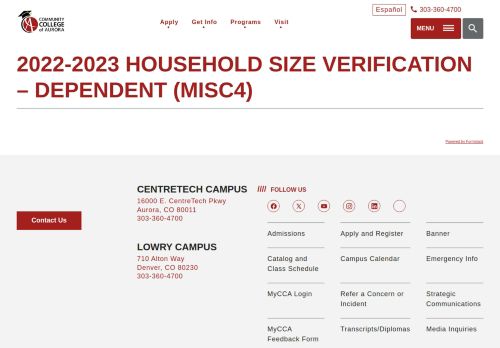 Español 303-360-4700
COMMUNITY
COLLEGE
of AURORA
Apply Get Info Programs Visit
MENU
2022-2023 HOUSEHOLD SIZE VERIFICATION
– DEPENDENT (MISC4)
Powered by Formstack
Contact Us
CENTRETECH CAMPUS
16000 E. CentreTech Pkwy
Aurora, CO 80011
303-360-4700
LOWRY CAMPUS
710 Alton Way
Denver, CO 80230
303-360-4700
//// FOLLOW US
Admissions Apply and Register Banner
Catalog and Campus Calendar Emergency Info
Class Schedule
MyCCA Login Refer a Concern or Strategic
Incident Communications
MyCCA Transcripts/Diplomas Media Inquiries
Feedback Form